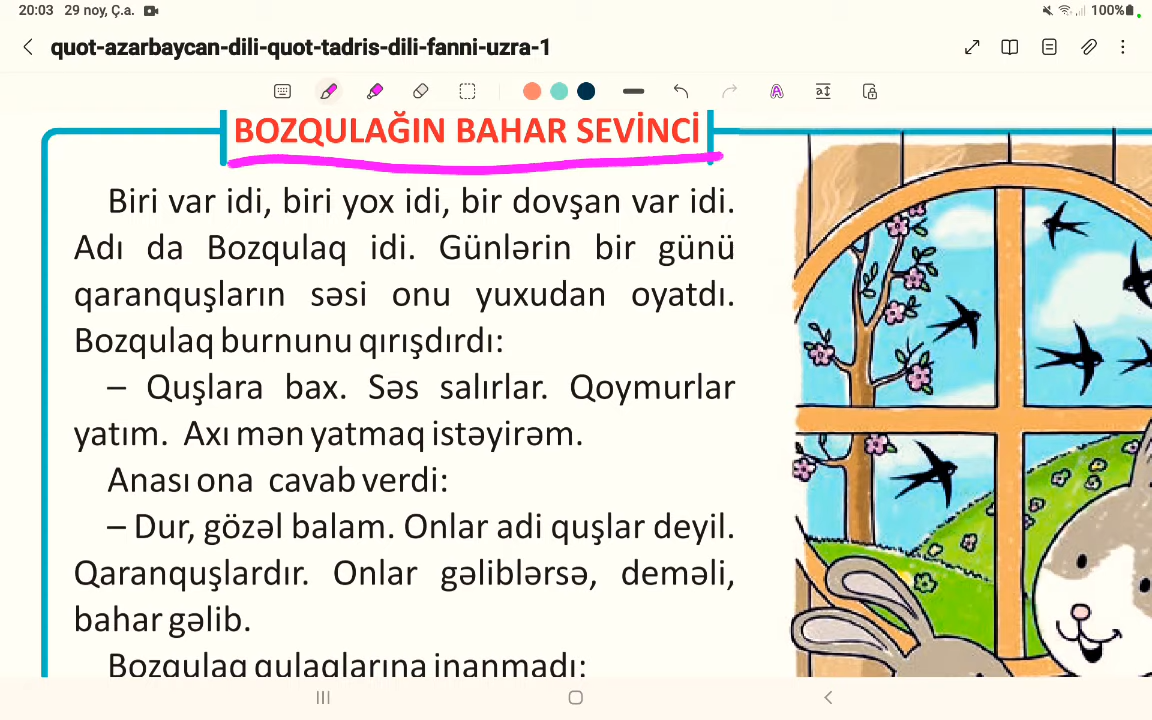 20:03 29 noy, Ç.a. 100%
quot-azarbaycan-dili-quot-tadris-dili-fanni-uzra-1
BOZQULAĞIN BAHAR SEVİNCİ
Biri var idi, biri yox idi, bir dovşan var idi.
Adı da Bozqulaq idi. Günlərin bir günü
qaranquşların səsi onu yuxudan oyatdı.
Bozqulaq burnunu qırışdırdı:
– Quşlara bax. Səs salırlar. Qoymurlar
yatım. Axı mən yatmaq istəyirəm.
Anası ona cavab verdi:
– Dur, gözəl balam. Onlar adi quşlar deyil.
Qaranquşlardır. Onlar gəliblərsə, deməli,
bahar gəlib.
Bozqulaq qulaqlarına inanmadı: